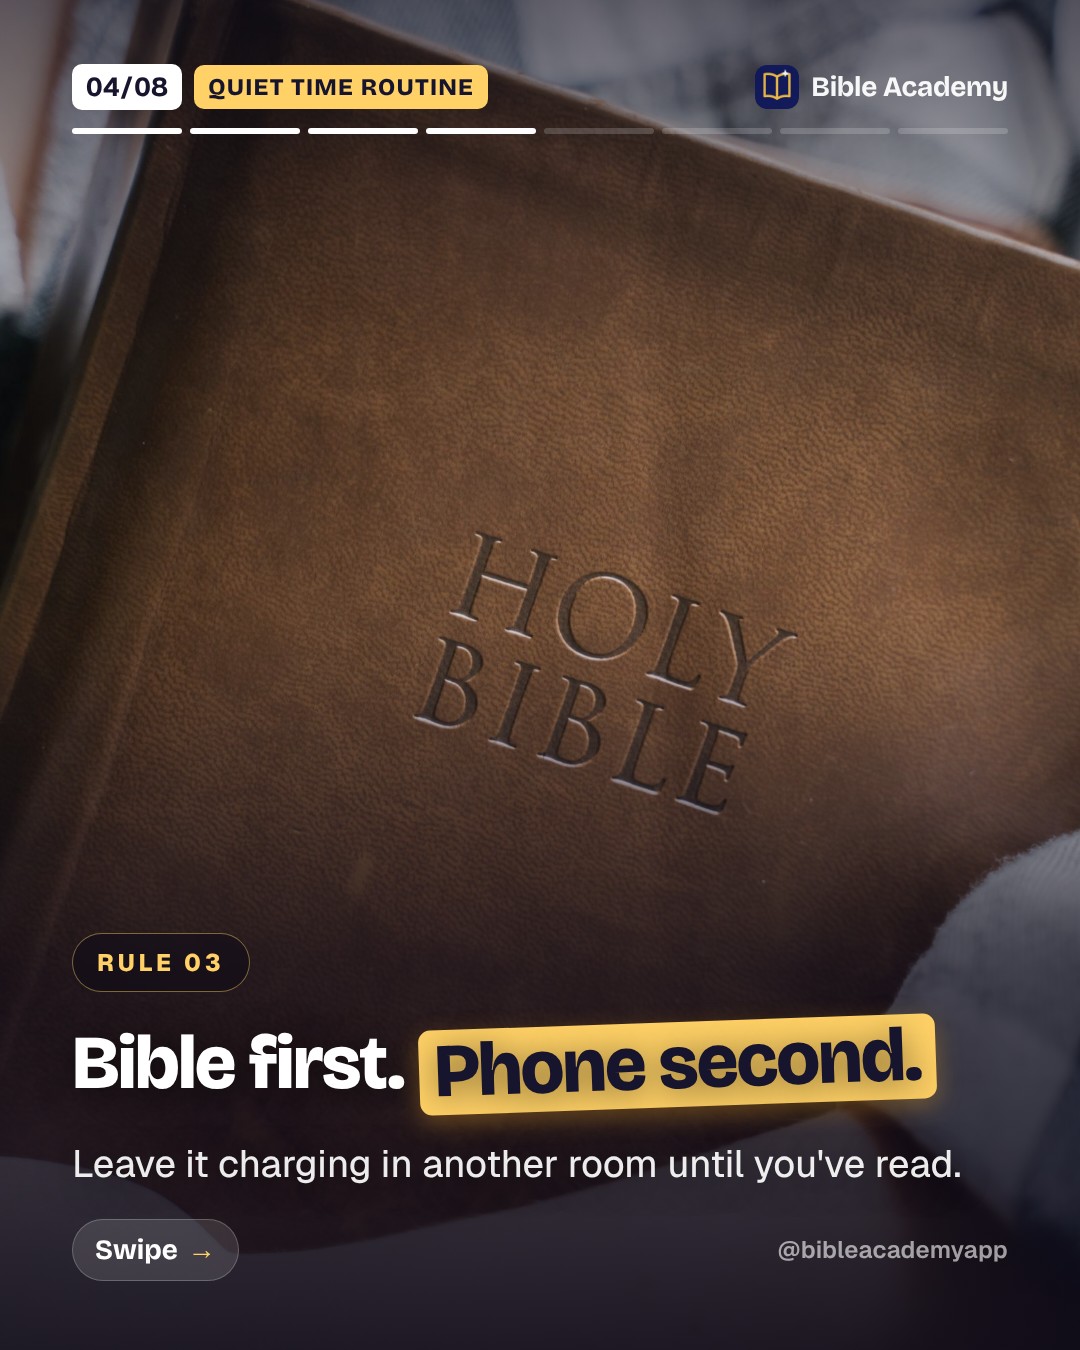 04/08 QUIET TIME ROUTINE
Bible Academy
HOLY
BIBLE
RULE 03
Bible first. Phone second.
Leave it charging in another room until you've read.
Swipe →
@bibleacademyapp